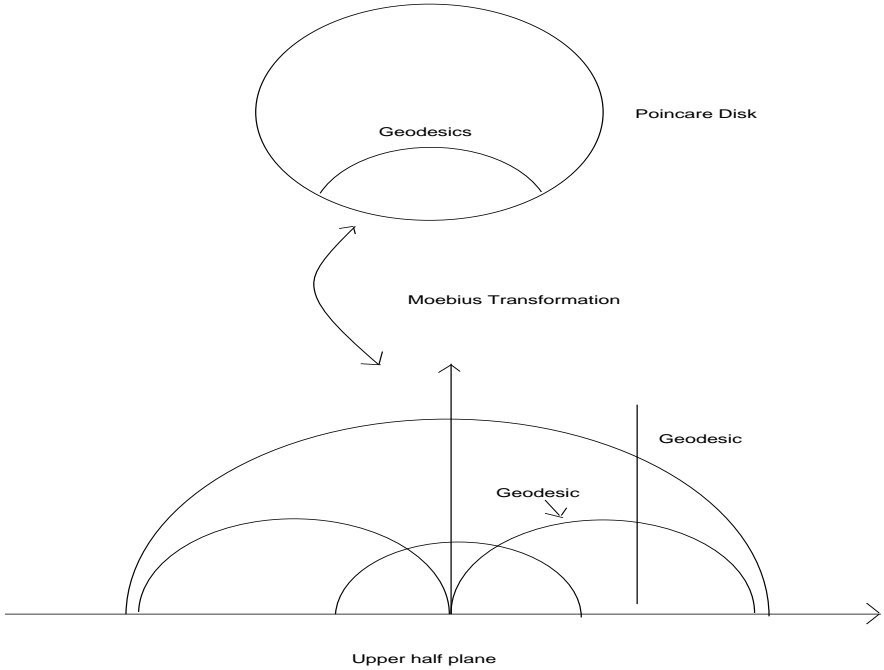 Poincare Disk
Geodesics
Moebius Transformation
Geodesic
Geodesic
Upper half plane